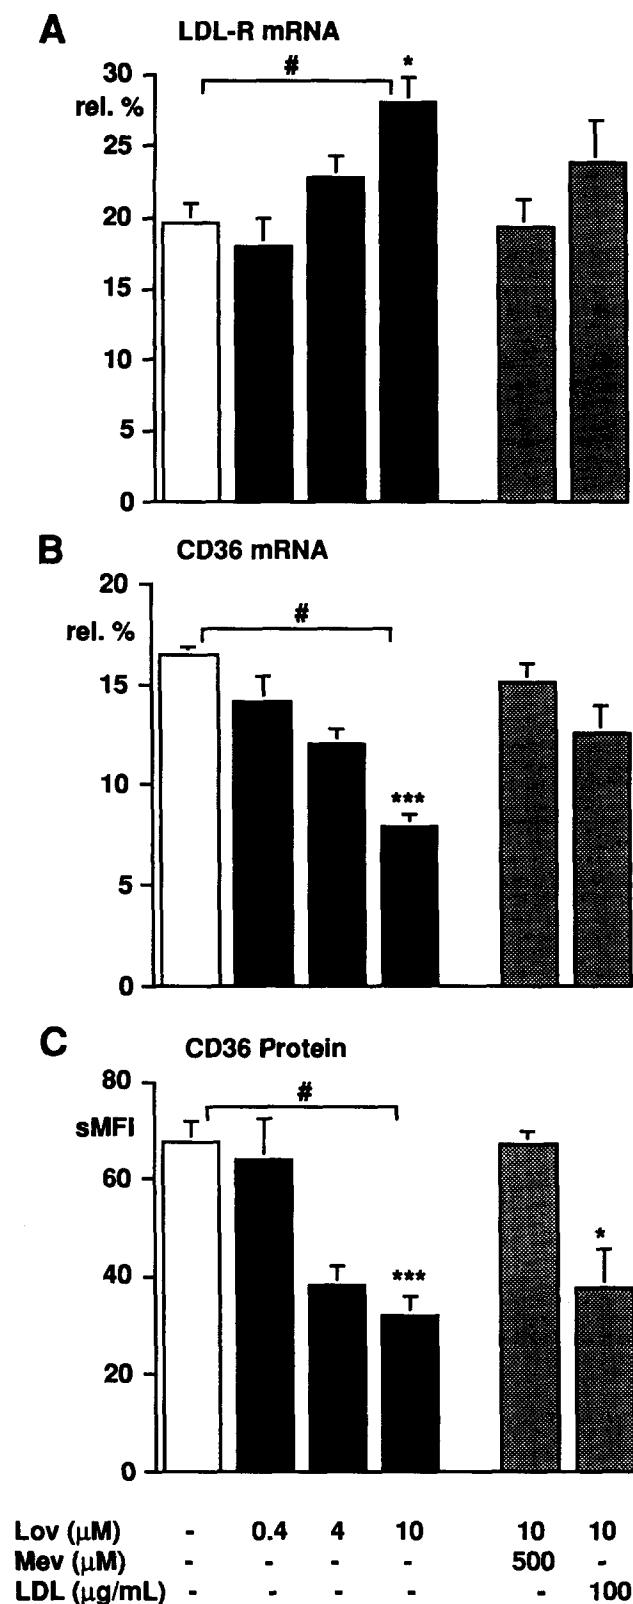 A LDL-R mRNA
# *
30
rel. %
25
20
15
10
5
0
B CD36 mRNA
20
#
rel. %
15
***
10
5
0
C CD36 Protein
80
#
sMFI
60
*
40 ***
20
0
Lov (µM) - 0.4 4 10 10 10
Mev (µM) - - - - 500 -
LDL (µg/mL) - - - - - 100